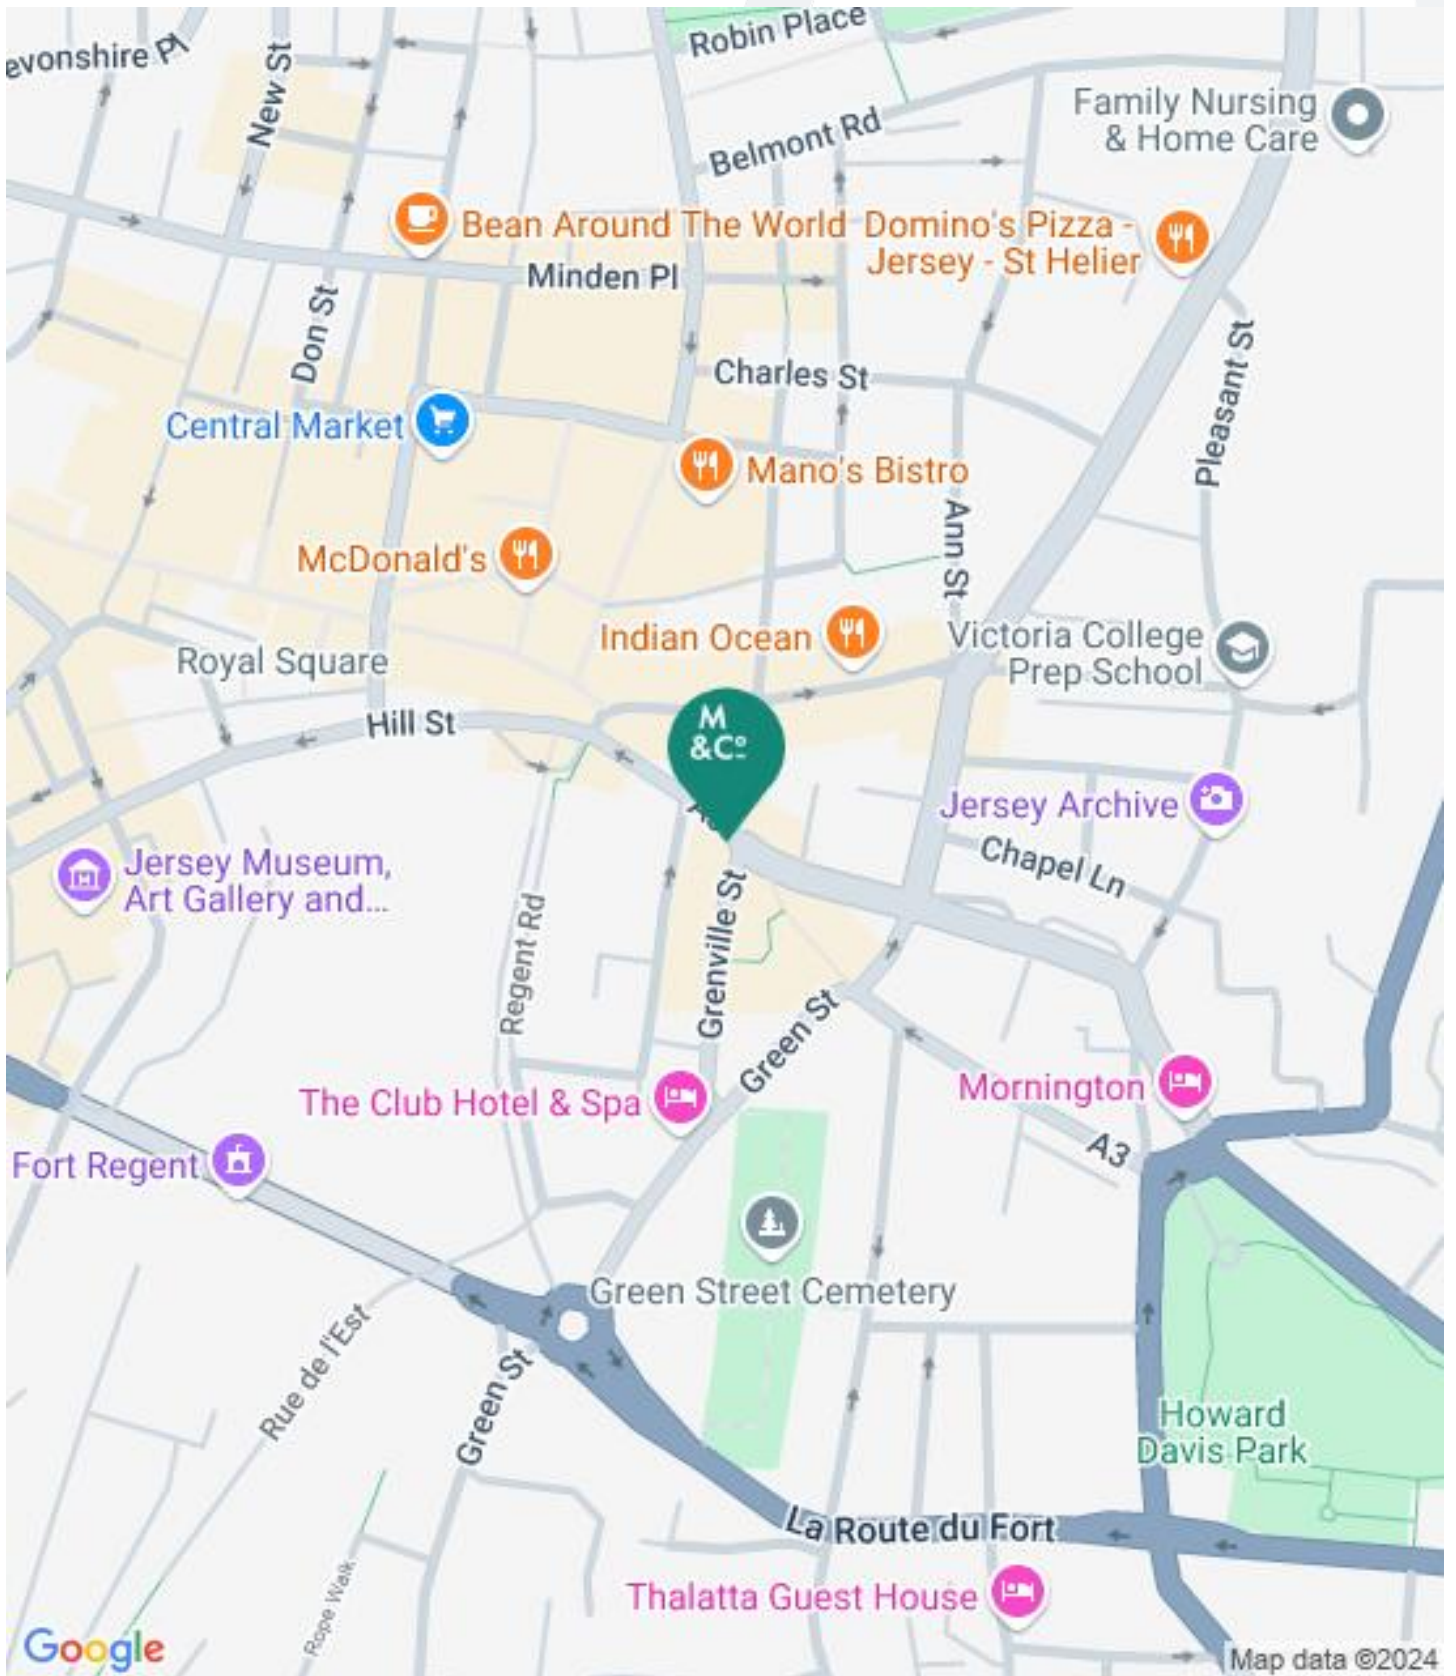 Robin Place
evonshire Pl
New St
Family Nursing
& Home Care
Belmont Rd
Bean Around The World
Domino's Pizza -
Jersey - St Helier
Minden Pl
Don St
Charles St
Pleasant St
Central Market
Mano's Bistro
Ann St
McDonald's
Indian Ocean
Victoria College
Prep School
Royal Square
Hill St
M
&Cº
Jersey Archive
Chapel Ln
Jersey Museum,
Art Gallery and...
Regent Rd
Grenville St
Green St
The Club Hotel & Spa
Mornington
A3
Fort Regent
Green Street Cemetery
Rue de l'Est
Green St
Howard
Davis Park
La Route du Fort
Thalatta Guest House
Rope Walk
Google
Map data ©2024